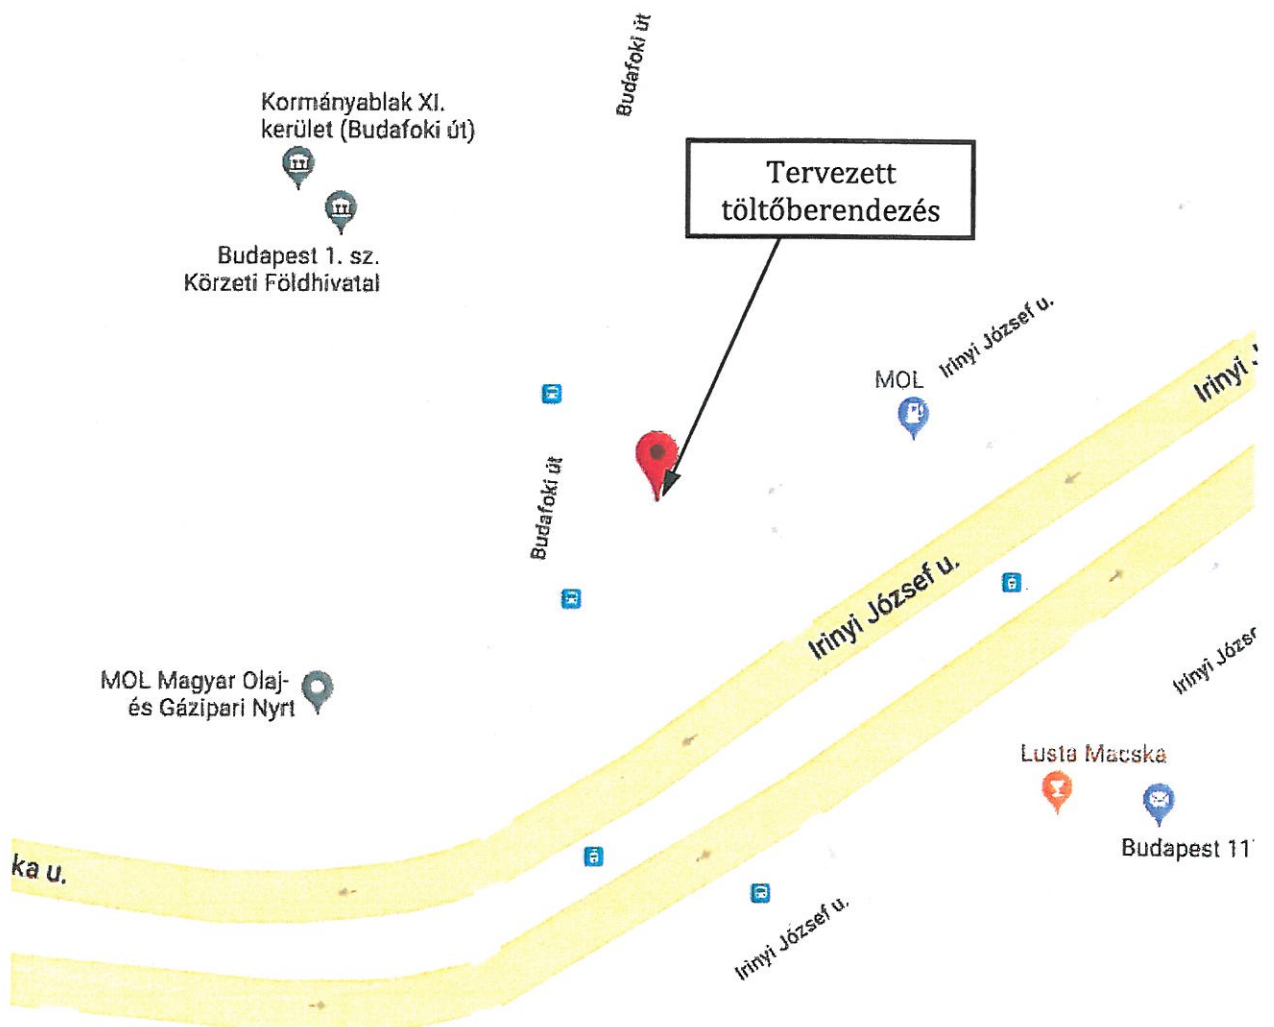 Budafoki út
Kormányablak XI.
kerület (Budafoki út)
Tervezett
töltőberendezés
Budapest 1. sz.
Körzeti Földhivatal
Irinyi József u.
MOL
Irinyi J
Budafoki út
Irinyi József u.
Irinyi Józse
MOL Magyar Olaj-
és Gázipari Nyrt
Lusta Macska
Budapest 11
ka u.
Irinyi József u.